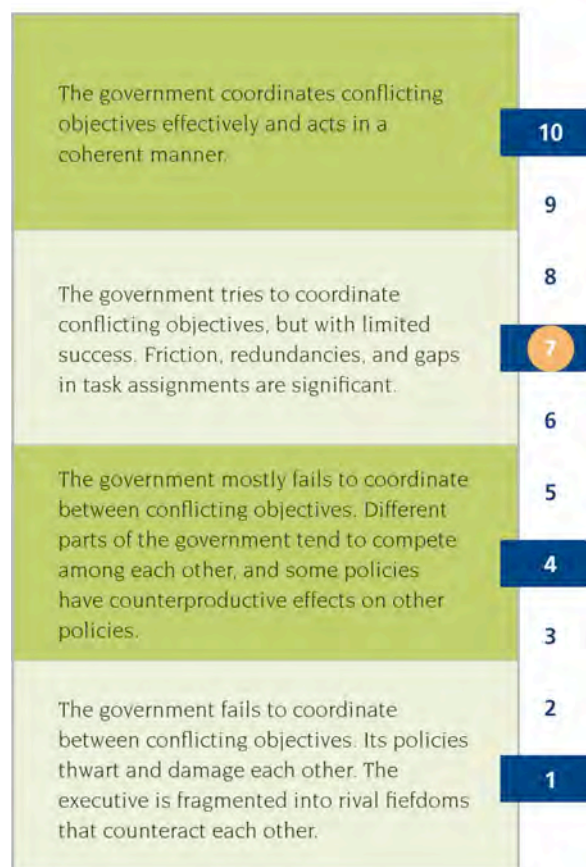 The government coordinates conflicting
objectives effectively and acts in a
coherent manner.
10
9
8
The government tries to coordinate
conflicting objectives, but with limited
success. Friction, redundancies, and gaps
in task assignments are significant.
7
6
The government mostly fails to coordinate
between conflicting objectives. Different
parts of the government tend to compete
among each other, and some policies
have counterproductive effects on other
policies.
5
4
3
The government fails to coordinate
between conflicting objectives. Its policies
thwart and damage each other. The
executive is fragmented into rival fiefdoms
that counteract each other.
2
1